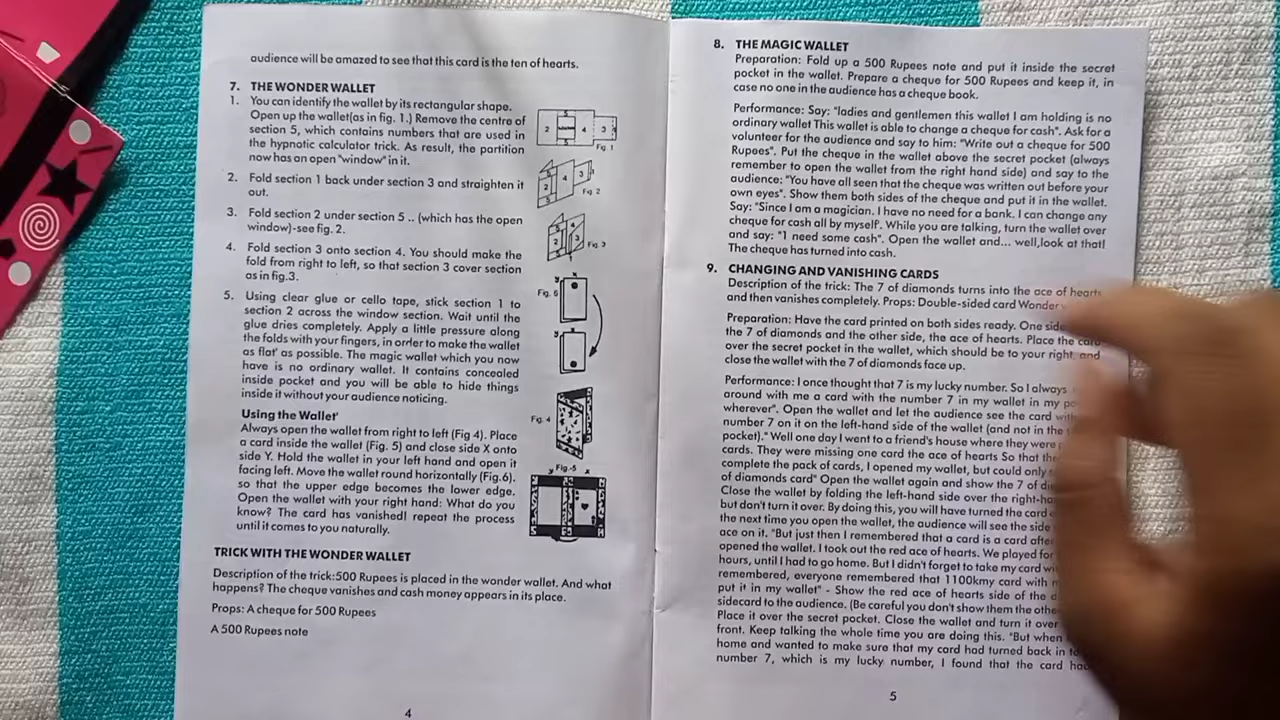 audience will be amazed to see that this card is the ten of hearts.
7. THE WONDER WALLET
1. You can identify the wallet by its rectangular shape.
Open up the wallet(as in fig. 1.) Remove the centre of
section 5, which contains numbers that are used in
the hypnotic calculator trick. As result, the partition
now has an open "window" in it.
2. Fold section 1 back under section 3 and straighten it
out.
3. Fold section 2 under section 5 .. (which has the open
window)-see fig. 2.
4. Fold section 3 onto section 4. You should make the
fold from right to left, so that section 3 cover section
as in fig.3.
5. Using clear glue or cello tape, stick section 1 to
section 2 across the window section. Wait until the
glue dries completely. Apply a little pressure along
the folds with your fingers, in order to make the wallet
as flat' as possible. The magic wallet which you now
have is no ordinary wallet. It contains concealed
inside pocket and you will be able to hide things
inside it without your audience noticing.
Using the Wallet'
Always open the wallet from right to left (Fig 4). Place
a card inside the wallet (Fig. 5) and close side X onto
side Y. Hold the wallet in your left hand and open it
facing left. Move the wallet round horizontally (Fig.6).
so that the upper edge becomes the lower edge.
Open the wallet with your right hand: What do you
know? The card has vanished! repeat the process
until it comes to you naturally.
Fig 1
Fig. 2
Fig. 3
Fig. 6
Fig. 4
Fig.-5
TRICK WITH THE WONDER WALLET
Description of the trick:500 Rupees is placed in the wonder wallet. And what
happens? The cheque vanishes and cash money appears in its place.
Props: A cheque for 500 Rupees
A 500 Rupees note
4
8. THE MAGIC WALLET
Preparation: Fold up a 500 Rupees note and put it inside the secret
pocket in the wallet. Prepare a cheque for 500 Rupees and keep it, in
case no one in the audience has a cheque book.
Performance: Say: "ladies and gentlemen this wallet I am holding is no
ordinary wallet This wallet is able to change a cheque for cash". Ask for a
volunteer for the audience and say to him: "Write out a cheque for 500
Rupees". Put the cheque in the wallet above the secret pocket (always
remember to open the wallet from the right hand side) and say to the
audience: "You have all seen that the cheque was written out before your
own eyes". Show them both sides of the cheque and put it in the wallet.
Say: "Since I am a magician. I have no need for a bank. I can change any
cheque for cash all by myself'. While you are talking, turn the wallet over
and say: "I need some cash". Open the wallet and... well,look at that!
The cheque has turned into cash.
9. CHANGING AND VANISHING CARDS
Description of the trick: The 7 of diamonds turns into the ace of hearts
and then vanishes completely. Props: Double-sided card Wonder
Preparation: Have the card printed on both sides ready. One side
the 7 of diamonds and the other side, the ace of hearts. Place the card
over the secret pocket in the wallet, which should be to your right, and
close the wallet with the 7 of diamonds face up.
Performance: I once thought that 7 is my lucky number. So I always
around with me a card with the number 7 in my wallet in my
wherever". Open the wallet and let the audience see the card with
number 7 on it on the left-hand side of the wallet (and not in the
pocket)." Well one day I went to a friend's house where they were
cards. They were missing one card the ace of hearts So that the
complete the pack of cards, I opened my wallet, but could only
of diamonds card" Open the wallet again and show the 7 of
Close the wallet by folding the left-hand side over the
but don't turn it over. By doing this, you will have turned the card
the next time you open the wallet, the audience will see the side
ace on it. "But just then I remembered that a card is a card after
opened the wallet. I took out the red ace of hearts. We played for
hours, until I had to go home. But I didn't forget to take my card
remembered, everyone remembered that 1100kmy card with
put it in my wallet" - Show the red ace of hearts side of the
sidecard to the audience. (Be careful you don't show them the
Place it over the secret pocket. Close the wallet and turn it over
front. Keep talking the whole time you are doing this. "But when
home and wanted to make sure that my card had turned back in
number 7, which is my lucky number, I found that the card
5